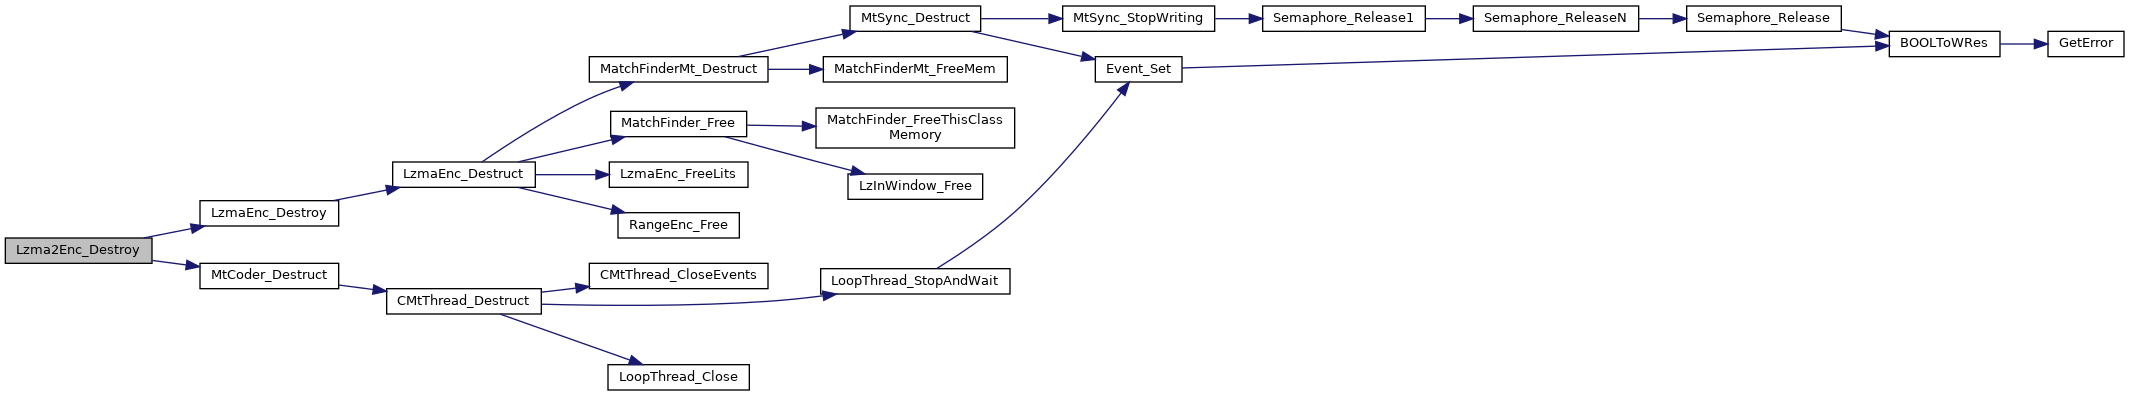 MtSync_Destruct
MtSync_StopWriting
Semaphore_Release1
Semaphore_ReleaseN
Semaphore_Release
BOOLToWRes
GetError
MatchFinderMt_Destruct
MatchFinderMt_FreeMem
Event_Set
MatchFinder_Free
MatchFinder_FreeThisClass
Memory
LzmaEnc_Destruct
LzmaEnc_FreeLits
LzInWindow_Free
LzmaEnc_Destroy
RangeEnc_Free
Lzma2Enc_Destroy
MtCoder_Destruct
CMtThread_CloseEvents
LoopThread_StopAndWait
CMtThread_Destruct
LoopThread_Close